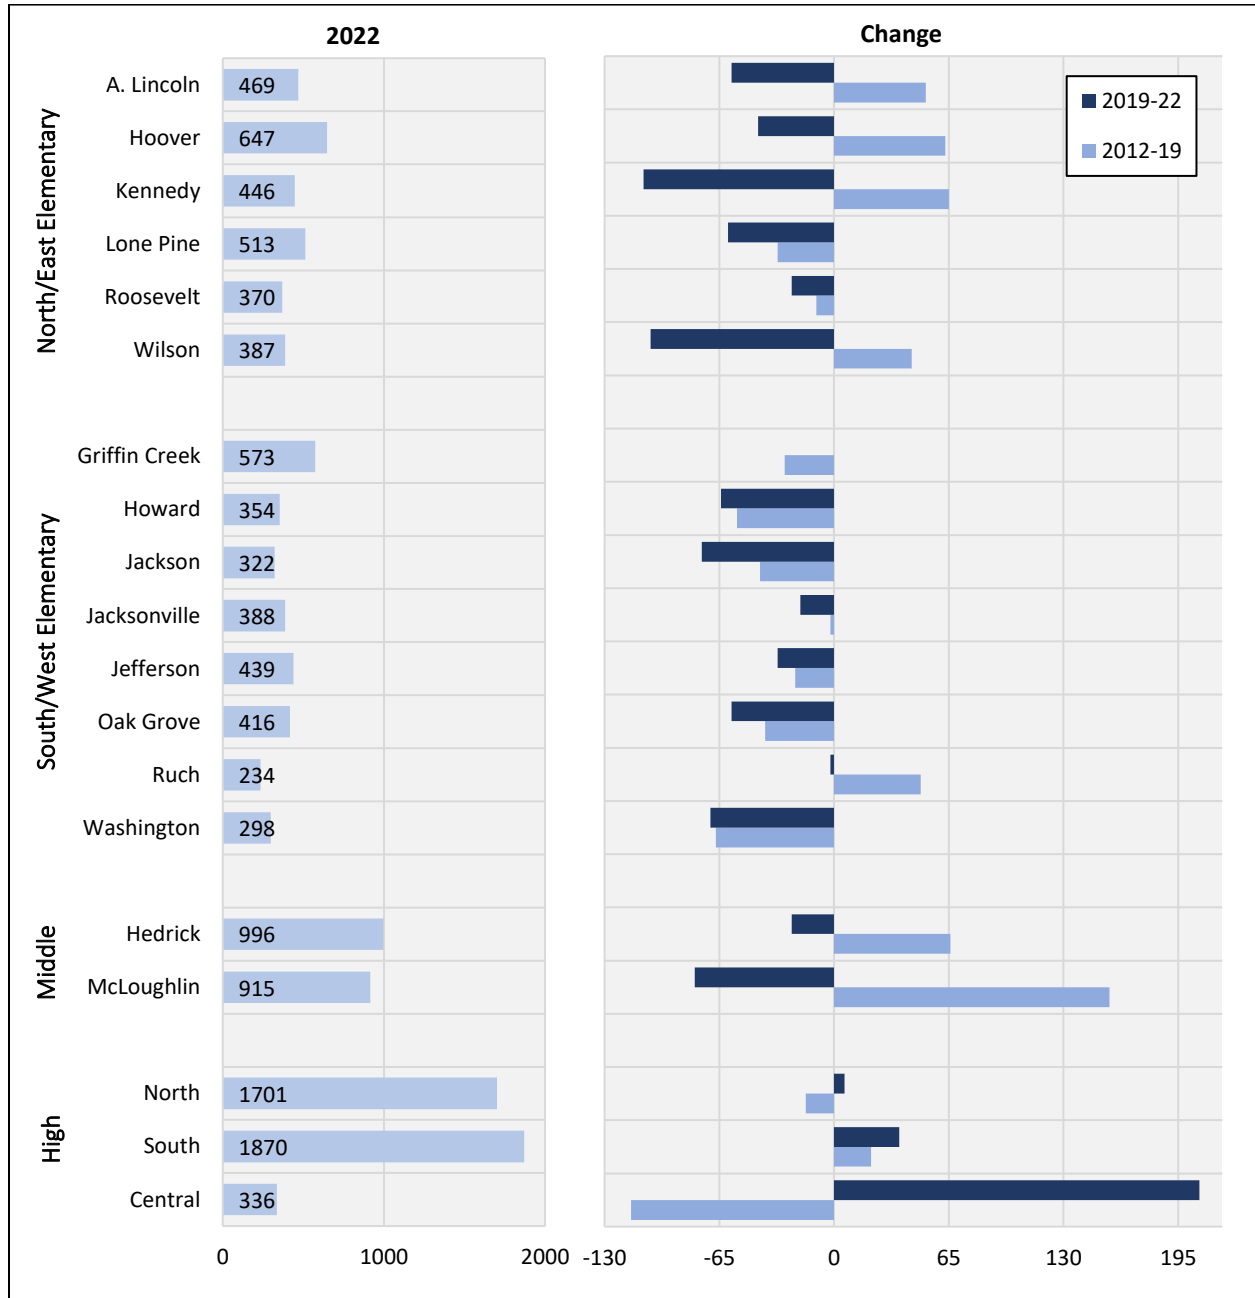 2022
Change
2019-22
2012-19
North/East Elementary
A. Lincoln 469
Hoover 647
Kennedy 446
Lone Pine 513
Roosevelt 370
Wilson 387
South/West Elementary
Griffin Creek 573
Howard 354
Jackson 322
Jacksonville 388
Jefferson 439
Oak Grove 416
Ruch 234
Washington 298
Middle
Hedrick 996
McLoughlin 915
High
North 1701
South 1870
Central 336
0 1000 2000
-130 -65 0 65 130 195